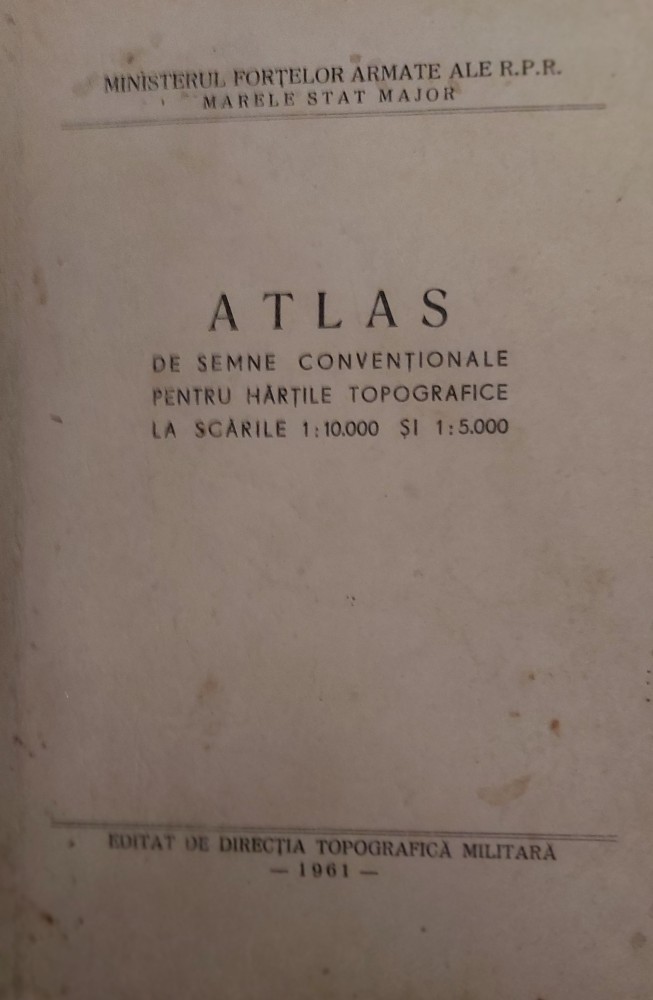 MINISTERUL FORȚELOR ARMATE ALE R.P.R.
MARELE STAT MAJOR
ATLAS
DE SEMNE CONVENȚIONALE
PENTRU HĂRȚILE TOPOGRAFICE
LA SCĂRILE 1:10.000 ȘI 1:5.000
EDITAT DE DIRECȚIA TOPOGRAFICĂ MILITARĂ
— 1961 —